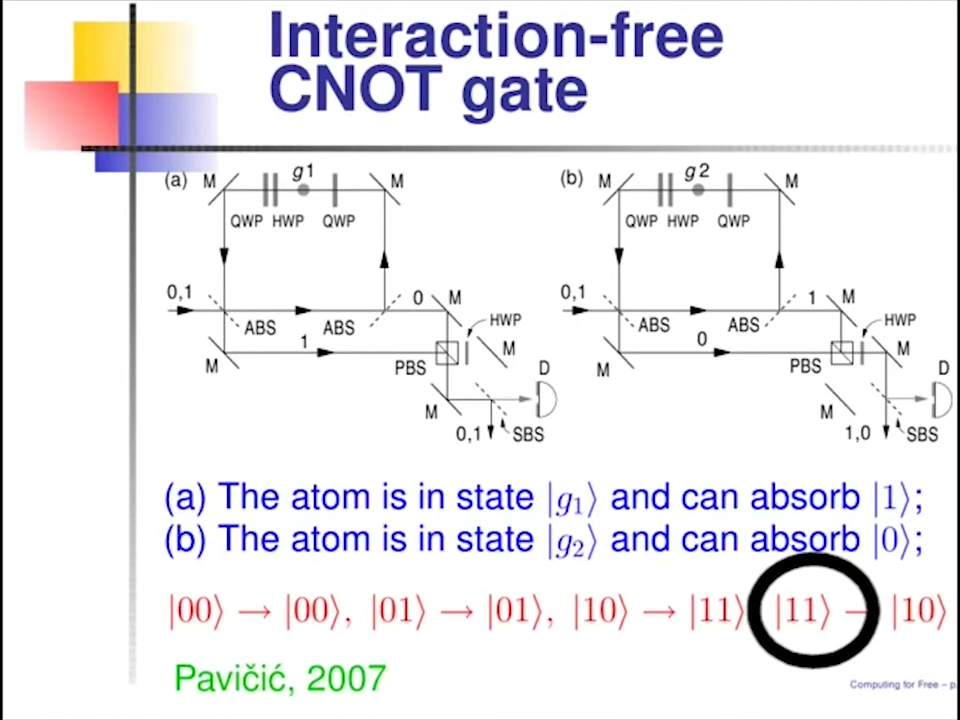 Interaction-free
CNOT gate
(a) M g1 M
QWP HWP QWP
0,1 ABS ABS 0 M
HWP
1 M
M PBS D
M
0,1 SBS
(b) M g2 M
QWP HWP QWP
0,1 ABS ABS 1 M
HWP
0 M
M PBS D
M
1,0 SBS
(a) The atom is in state |g₁⟩ and can absorb |1⟩;
(b) The atom is in state |g₂⟩ and can absorb |0⟩;
|00⟩ → |00⟩, |01⟩ → |01⟩, |10⟩ → |11⟩ |11⟩ → |10⟩
Pavičić, 2007
Computing for Free – p.